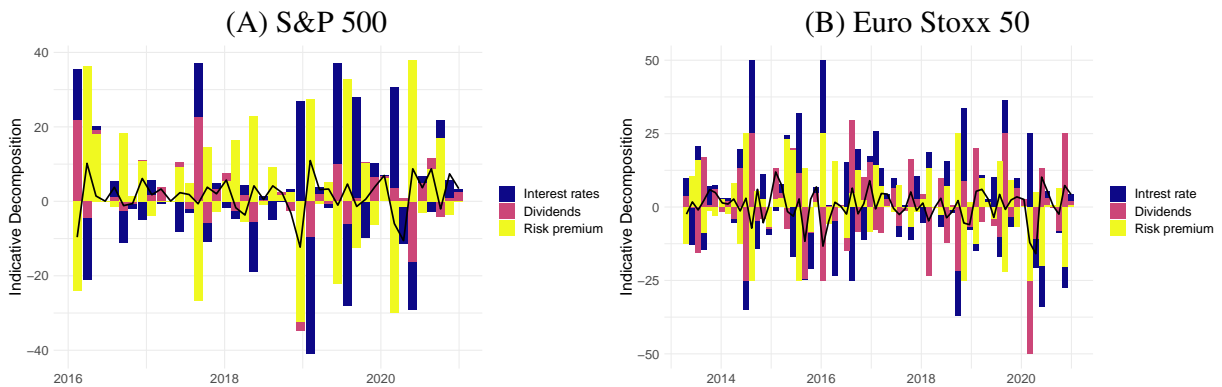 (A) S&P 500
Indicative Decomposition
40
20
0
−20
−40
2016
2018
2020
Interest rates
Dividends
Risk premium
(B) Euro Stoxx 50
Indicative Decomposition
50
25
0
−25
−50
2014
2016
2018
2020
Interest rate
Dividends
Risk premium